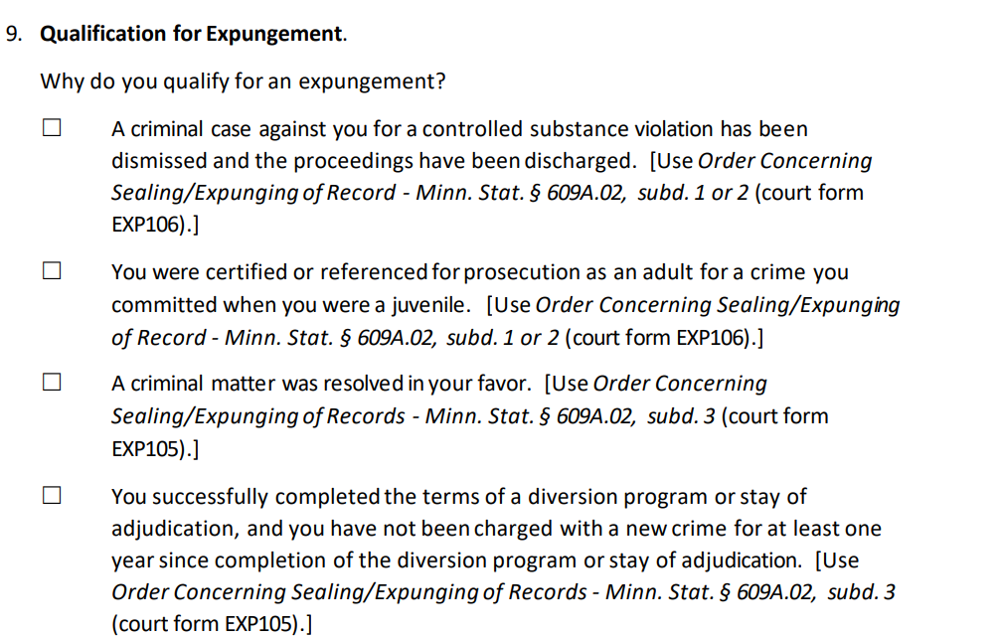 9. Qualification for Expungement.
Why do you qualify for an expungement?
☐ A criminal case against you for a controlled substance violation has been
dismissed and the proceedings have been discharged. [Use Order Concerning
Sealing/Expunging of Record - Minn. Stat. § 609A.02, subd. 1 or 2 (court form
EXP106).]
☐ You were certified or referenced for prosecution as an adult for a crime you
committed when you were a juvenile. [Use Order Concerning Sealing/Expunging
of Record - Minn. Stat. § 609A.02, subd. 1 or 2 (court form EXP106).]
☐ A criminal matter was resolved in your favor. [Use Order Concerning
Sealing/Expunging of Records - Minn. Stat. § 609A.02, subd. 3 (court form
EXP105).]
☐ You successfully completed the terms of a diversion program or stay of
adjudication, and you have not been charged with a new crime for at least one
year since completion of the diversion program or stay of adjudication. [Use
Order Concerning Sealing/Expunging of Records - Minn. Stat. § 609A.02, subd. 3
(court form EXP105).]